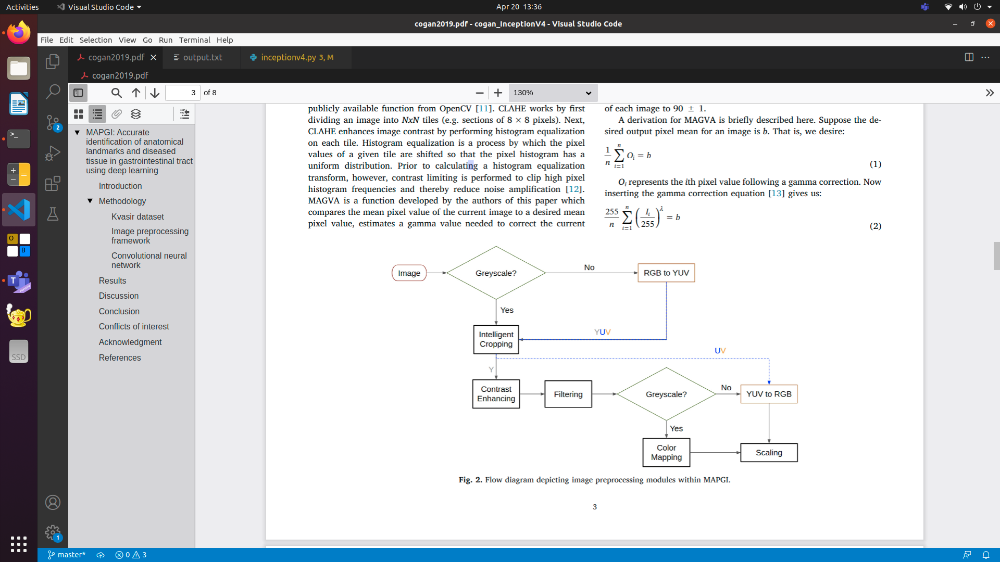 Activities
Visual Studio Code
Apr 20 13:36
cogan2019.pdf - cogan_InceptionV4 - Visual Studio Code
File Edit Selection View Go Run Terminal Help
cogan2019.pdf
output.txt
inceptionv4.py 3, M
cogan2019.pdf
3 of 8
130%
MAPGI: Accurate
identification of anatomical
landmarks and diseased
tissue in gastrointestinal tract
using deep learning
Introduction
Methodology
Kvasir dataset
Image preprocessing
framework
Convolutional neural
network
Results
Discussion
Conclusion
Conflicts of interest
Acknowledgment
References
publicly available function from OpenCV [11]. CLAHE works by first
dividing an image into NxN tiles (e.g. sections of 8 × 8 pixels). Next,
CLAHE enhances image contrast by performing histogram equalization
on each tile. Histogram equalization is a process by which the pixel
values of a given tile are shifted so that the pixel histogram has a
uniform distribution. Prior to calculating a histogram equalization
transform, however, contrast limiting is performed to clip high pixel
histogram frequencies and thereby reduce noise amplification [12].
MAGVA is a function developed by the authors of this paper which
compares the mean pixel value of the current image to a desired mean
pixel value, estimates a gamma value needed to correct the current
of each image to 90 ± 1.
A derivation for MAGVA is briefly described here. Suppose the de-
sired output pixel mean for an image is b. That is, we desire:
1/n ∑_{i=1}^{n} O_i = b (1)
O_i represents the ith pixel value following a gamma correction. Now
inserting the gamma correction equation [13] gives us:
255/n ∑_{i=1}^{n} (I_i/255)^λ = b (2)
Image
Greyscale?
No
RGB to YUV
Yes
Intelligent
Cropping
YUV
UV
Y
Contrast
Enhancing
Filtering
Greyscale?
No
YUV to RGB
Yes
Color
Mapping
Scaling
Fig. 2. Flow diagram depicting image preprocessing modules within MAPGI.
3
>_
O
B
T
PREVIEW
SSD
2
1
master*
0
3